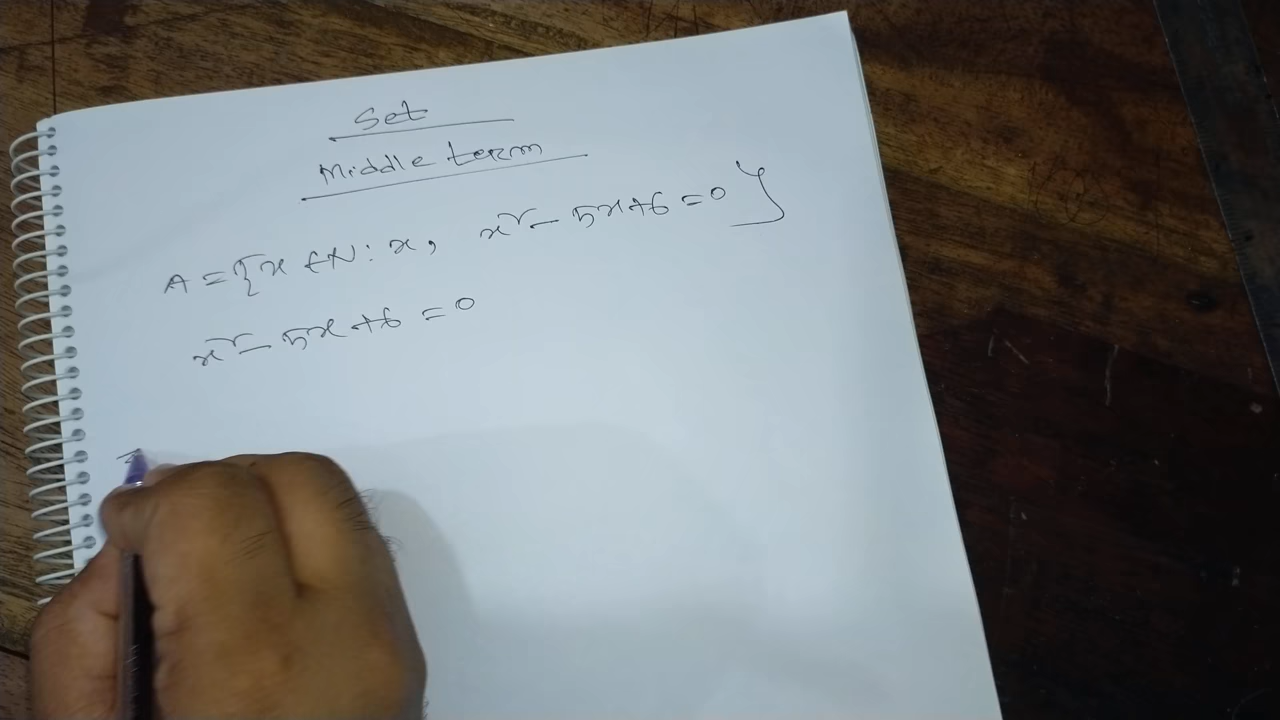 Set
Middle term
A = {x ∈ N : x, x² - 5x + 6 = 0}
x² - 5x + 6 = 0